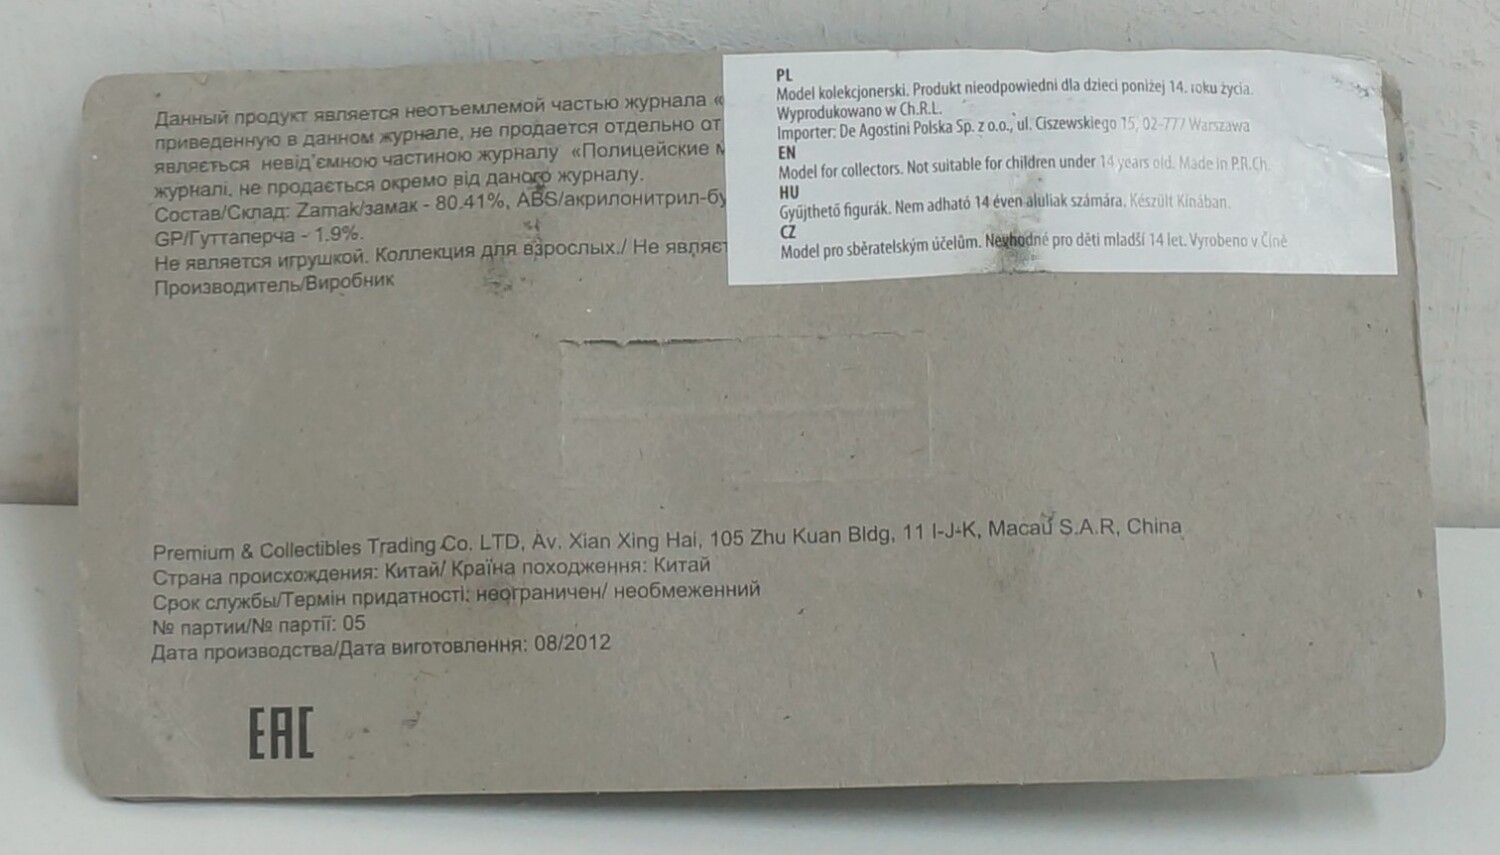 Данный продукт является неотъемлемой частью журнала «
приведенную в данном журнале, не продается отдельно от
является невід'ємною частиною журналу «Полицейские
журналі, не продається окремо від даного журналу.
Состав/Склад: Zamak/замак - 80.41%, ABS/акрилонитрил-бу
GP/Гуттаперча - 1.9%.
Не является игрушкой. Коллекция для взрослых./ Не являєт
Производитель/Виробник
PL
Model kolekcjonerski. Produkt nieodpowiedni dla dzieci poniżej 14. roku życia.
Wyprodukowano w Ch.R.L.
Importer: De Agostini Polska Sp. z o.o., ul. Ciszewskiego 15, 02-777 Warszawa
EN
Model for collectors. Not suitable for children under 14 years old. Made in P.R.Ch.
HU
Gyűjthető figurák. Nem adható 14 éven aluliak számára. Készült Kínában.
CZ
Model pro sběratelským účelům. Nevhodné pro děti mladší 14 let. Vyrobeno v Číně
Premium & Collectibles Trading Co. LTD, Av. Xian Xing Hai, 105 Zhu Kuan Bldg, 11 I-J-K, Macau S.A.R, China
Страна происхождения: Китай/ Країна походження: Китай
Срок службы/Термін придатності: неограничен/ необмеженний
№ партии/№ партії: 05
Дата производства/Дата виготовлення: 08/2012
EAC